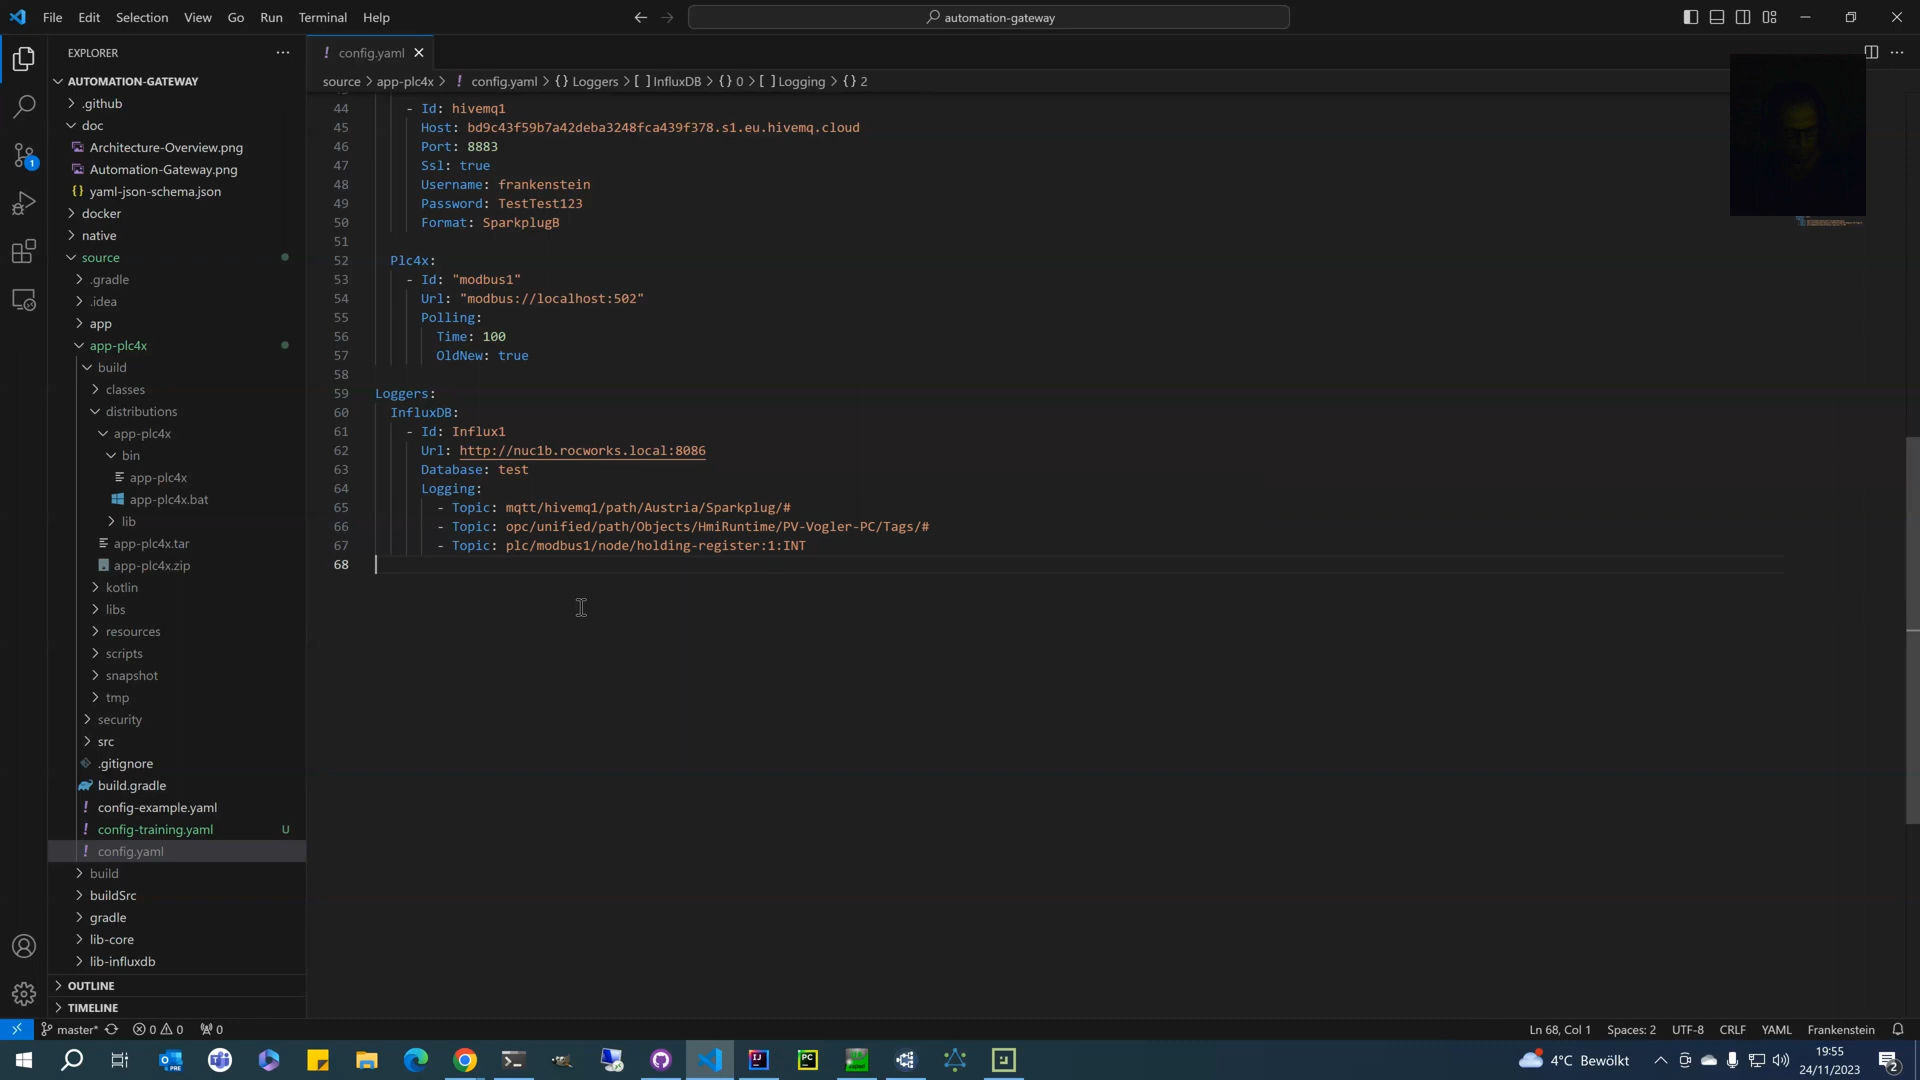 File Edit Selection View Go Run Terminal Help
automation-gateway
EXPLORER
config.yaml
AUTOMATION-GATEWAY
.github
doc
Architecture-Overview.png
Automation-Gateway.png
yaml-json-schema.json
docker
native
source
.gradle
.idea
app
app-plc4x
build
classes
distributions
app-plc4x
bin
app-plc4x
app-plc4x.bat
lib
app-plc4x.tar
app-plc4x.zip
kotlin
libs
resources
scripts
snapshot
tmp
security
src
.gitignore
build.gradle
config-example.yaml
config-training.yaml U
config.yaml
build
buildSrc
gradle
lib-core
lib-influxdb
OUTLINE
TIMELINE
source > app-plc4x > ! config.yaml > {} Loggers > [ ] InfluxDB > {} 0 > [ ] Logging > {} 2
44 - Id: hivemq1
45 Host: bd9c43f59b7a42deba3248fca439f378.s1.eu.hivemq.cloud
46 Port: 8883
47 Ssl: true
48 Username: frankenstein
49 Password: TestTest123
50 Format: SparkplugB
51
52 Plc4x:
53 - Id: "modbus1"
54 Url: "modbus://localhost:502"
55 Polling:
56 Time: 100
57 OldNew: true
58
59 Loggers:
60 InfluxDB:
61 - Id: Influx1
62 Url: http://nuc1b.rocworks.local:8086
63 Database: test
64 Logging:
65 - Topic: mqtt/hivemq1/path/Austria/Sparkplug/#
66 - Topic: opc/unified/path/Objects/HmiRuntime/PV-Vogler-PC/Tags/#
67 - Topic: plc/modbus1/node/holding-register:1:INT
68
master* 0 0 0
Ln 68, Col 1 Spaces: 2 UTF-8 CRLF YAML Frankenstein
4°C Bewölkt
19:55
24/11/2023